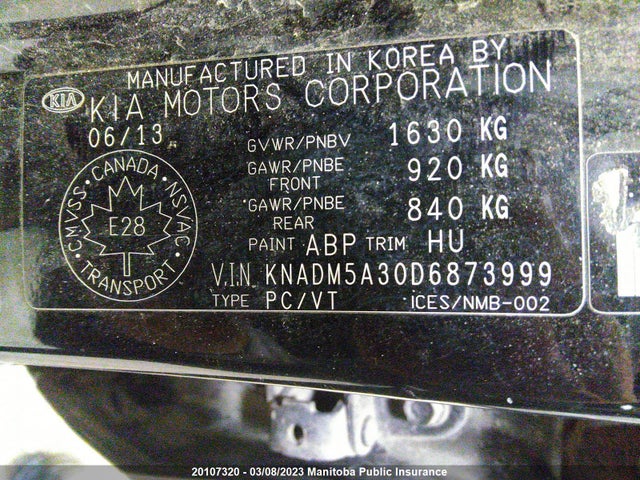 MANUFACTURED IN KOREA BY
KIA KIA MOTORS CORPORATION
06/13
GVWR/PNBV 1630 KG
GAWR/PNBE FRONT 920 KG
GAWR/PNBE REAR 840 KG
CANADA · NSVAC · TRANSPORT · CMVSS ·
E28
PAINT ABP TRIM HU
V.I.N KNADM5A30D6873999
TYPE PC/VT ICES/NMB-002
20107320 - 03/08/2023 Manitoba Public Insurance